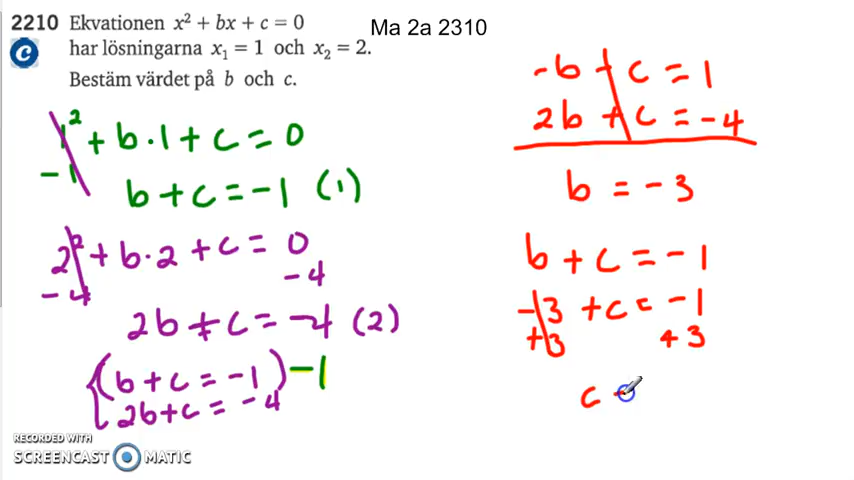 2210 Ekvationen x² + bx + c = 0
har lösningarna x₁ = 1 och x₂ = 2.
Bestäm värdet på b och c.
C
Ma 2a 2310
1² + b · 1 + c = 0
-1
b + c = -1 (1)
2² + b · 2 + c = 0
-4 -4
2b + c = -4 (2)
(b + c = -1) -1
2b + c = -4
-b - c = 1
2b + c = -4
b = -3
b + c = -1
-3 + c = -1
+3 +3
c
RECORDED WITH
SCREENCAST MATIC